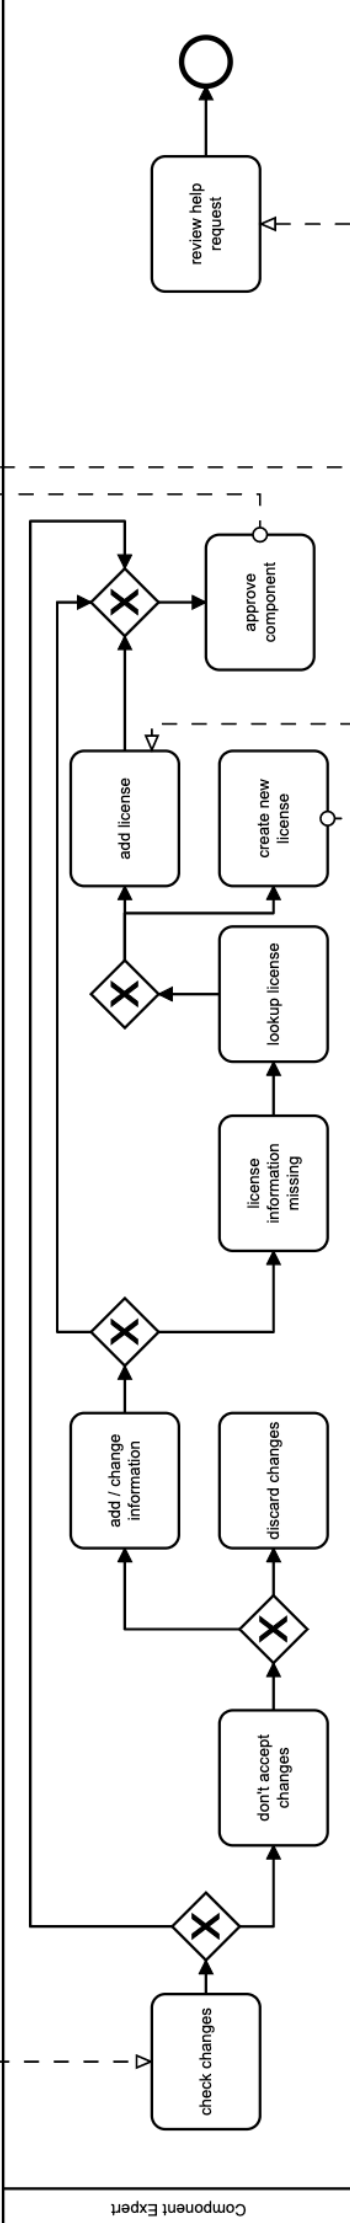 Component Expert
check changes
don't accept
changes
add / change
information
discard changes
license
information
missing
lookup license
add license
create new
license
approve
component
review help
request